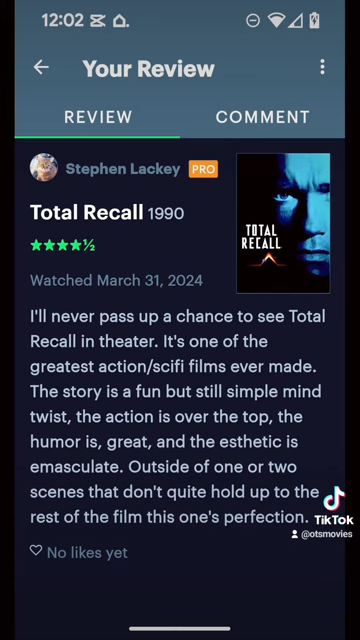 12:02
Your Review
REVIEW COMMENT
Stephen Lackey PRO
Total Recall 1990
★★★★½
Watched March 31, 2024
TOTAL
RECALL
I'll never pass up a chance to see Total
Recall in theater. It's one of the
greatest action/scifi films ever made.
The story is a fun but still simple mind
twist, the action is over the top, the
humor is, great, and the esthetic is
emasculate. Outside of one or two
scenes that don't quite hold up to the
rest of the film this one's perfection.
No likes yet
TikTok
@otsmovies